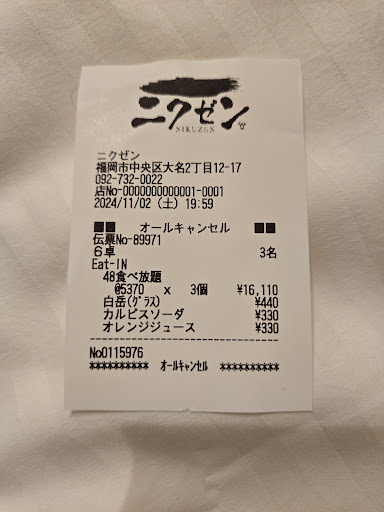 ニクゼン
NIKUZEN
ニクゼン
福岡市中央区大名2丁目12-17
092-732-0022
店No-0000000000001-0001
2024/11/02 (土) 19:59
■■ オールキャンセル ■■
伝票No-89971
6卓 3名
Eat-IN
48食べ放題
@5370 x 3個 ¥16,110
白岳(ｸﾞﾗｽ) ¥440
カルピスソーダ ¥330
オレンジジュース ¥330
--------------------------------
No0115976
********** ｵｰﾙｷｬﾝｾﾙ **********